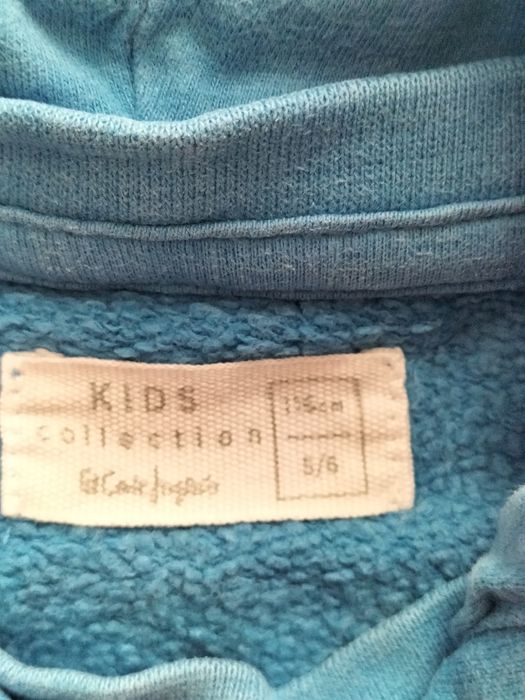 KIDS
collection
El Corte Inglés
116cm
5/6